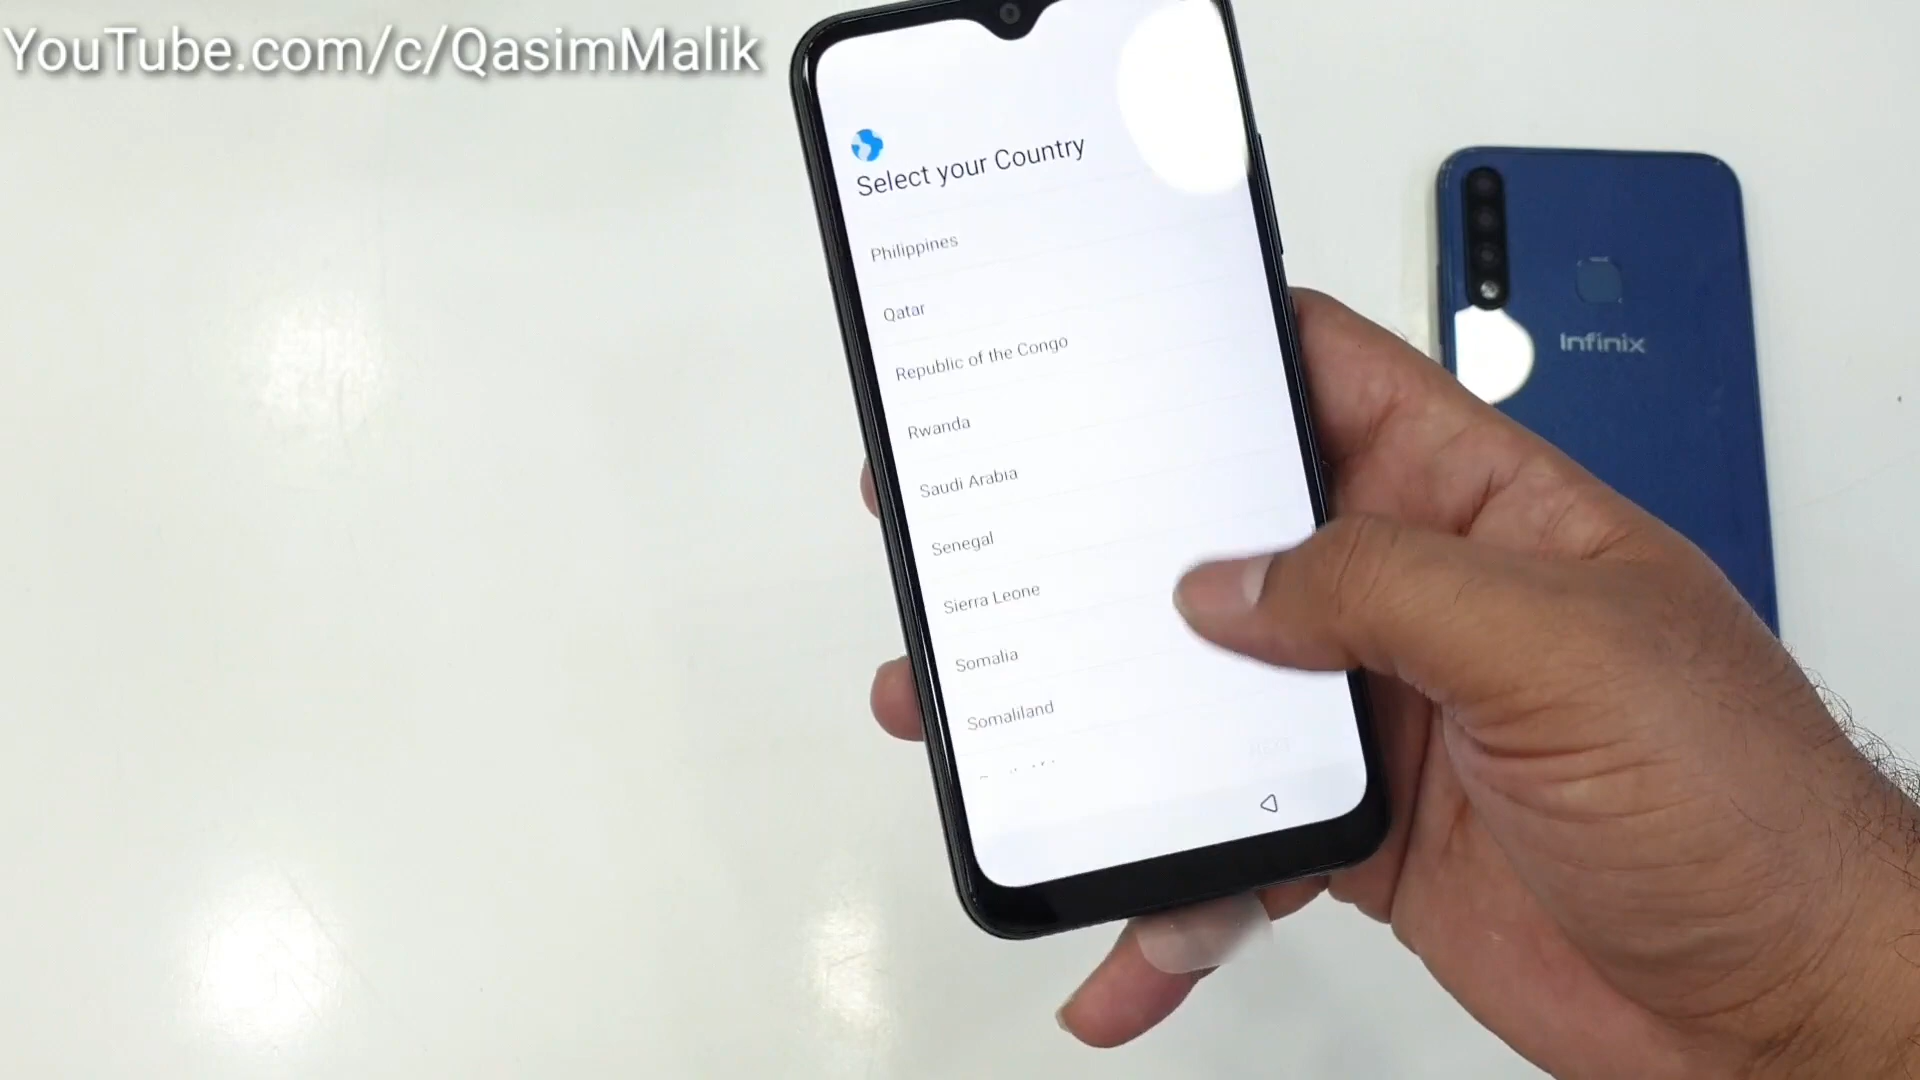 YouTube.com/c/QasimMalik
Select your Country
Philippines
Qatar
Republic of the Congo
Rwanda
Saudi Arabia
Senegal
Sierra Leone
Somalia
Somaliland
NEXT
Infinix